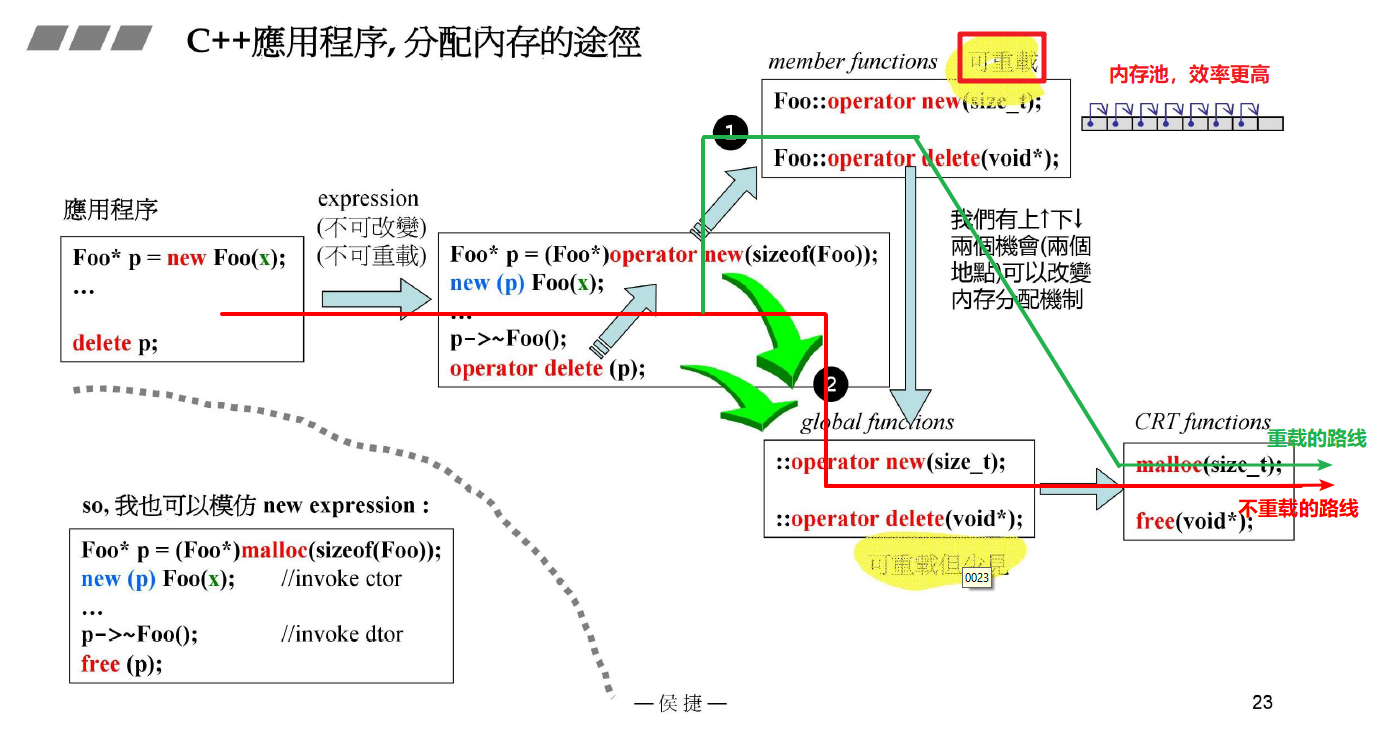 C++應用程序, 分配內存的途徑
member functions 可重載
Foo::operator new(size_t);
Foo::operator delete(void*);
内存池，效率更高
1
應用程序
Foo* p = new Foo(x);
...
delete p;
expression
(不可改變)
(不可重載)
Foo* p = (Foo*)operator new(sizeof(Foo));
new (p) Foo(x);
...
p->~Foo();
operator delete (p);
我們有上↑下↓
兩個機會(兩個
地點)可以改變
內存分配機制
2
global functions
::operator new(size_t);
::operator delete(void*);
可重載但少見
0023
CRT functions
malloc(size_t);
free(void*);
重载的路线
不重载的路线
so, 我也可以模仿 new expression :
Foo* p = (Foo*)malloc(sizeof(Foo));
new (p) Foo(x); //invoke ctor
...
p->~Foo(); //invoke dtor
free (p);
—侯捷—
23